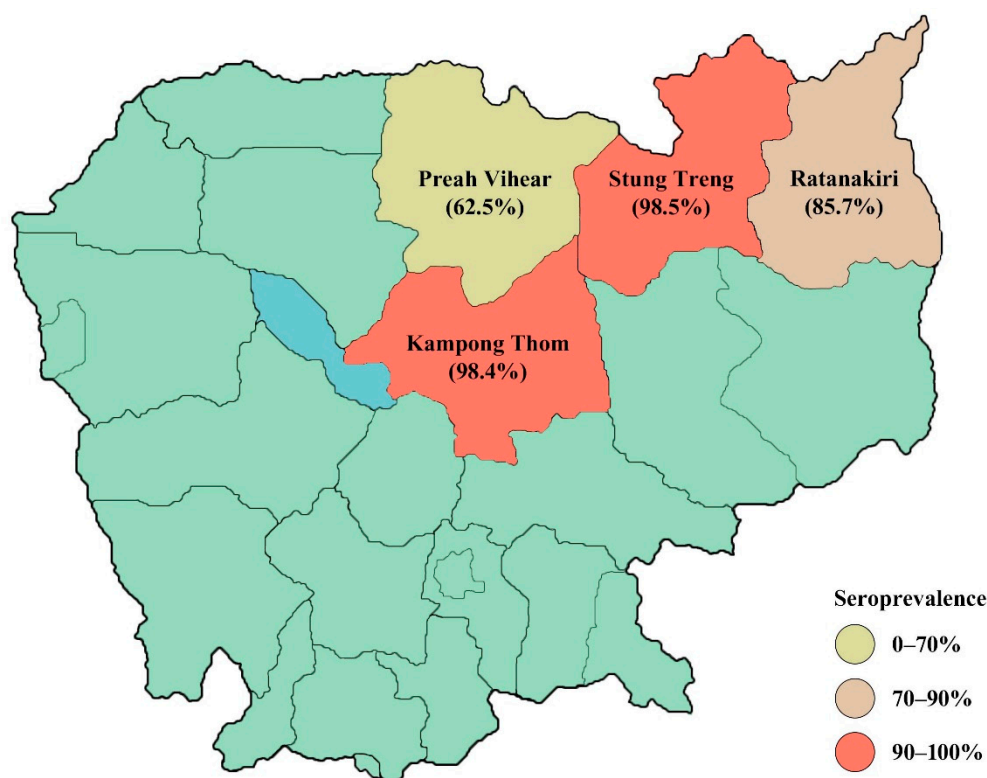 Preah Vihear
(62.5%)
Stung Treng
(98.5%)
Ratanakiri
(85.7%)
Kampong Thom
(98.4%)
Seroprevalence
0–70%
70–90%
90–100%